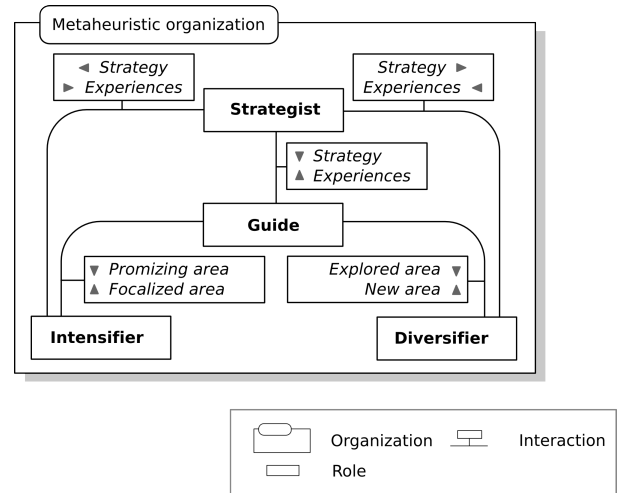 Metaheuristic organization
◄ Strategy
► Experiences
Strategy ►
Experiences ◄
Strategist
▼ Strategy
▲ Experiences
Guide
▼ Promizing area
▲ Focalized area
Explored area ▼
New area ▲
Intensifier
Diversifier
Organization
Interaction
Role